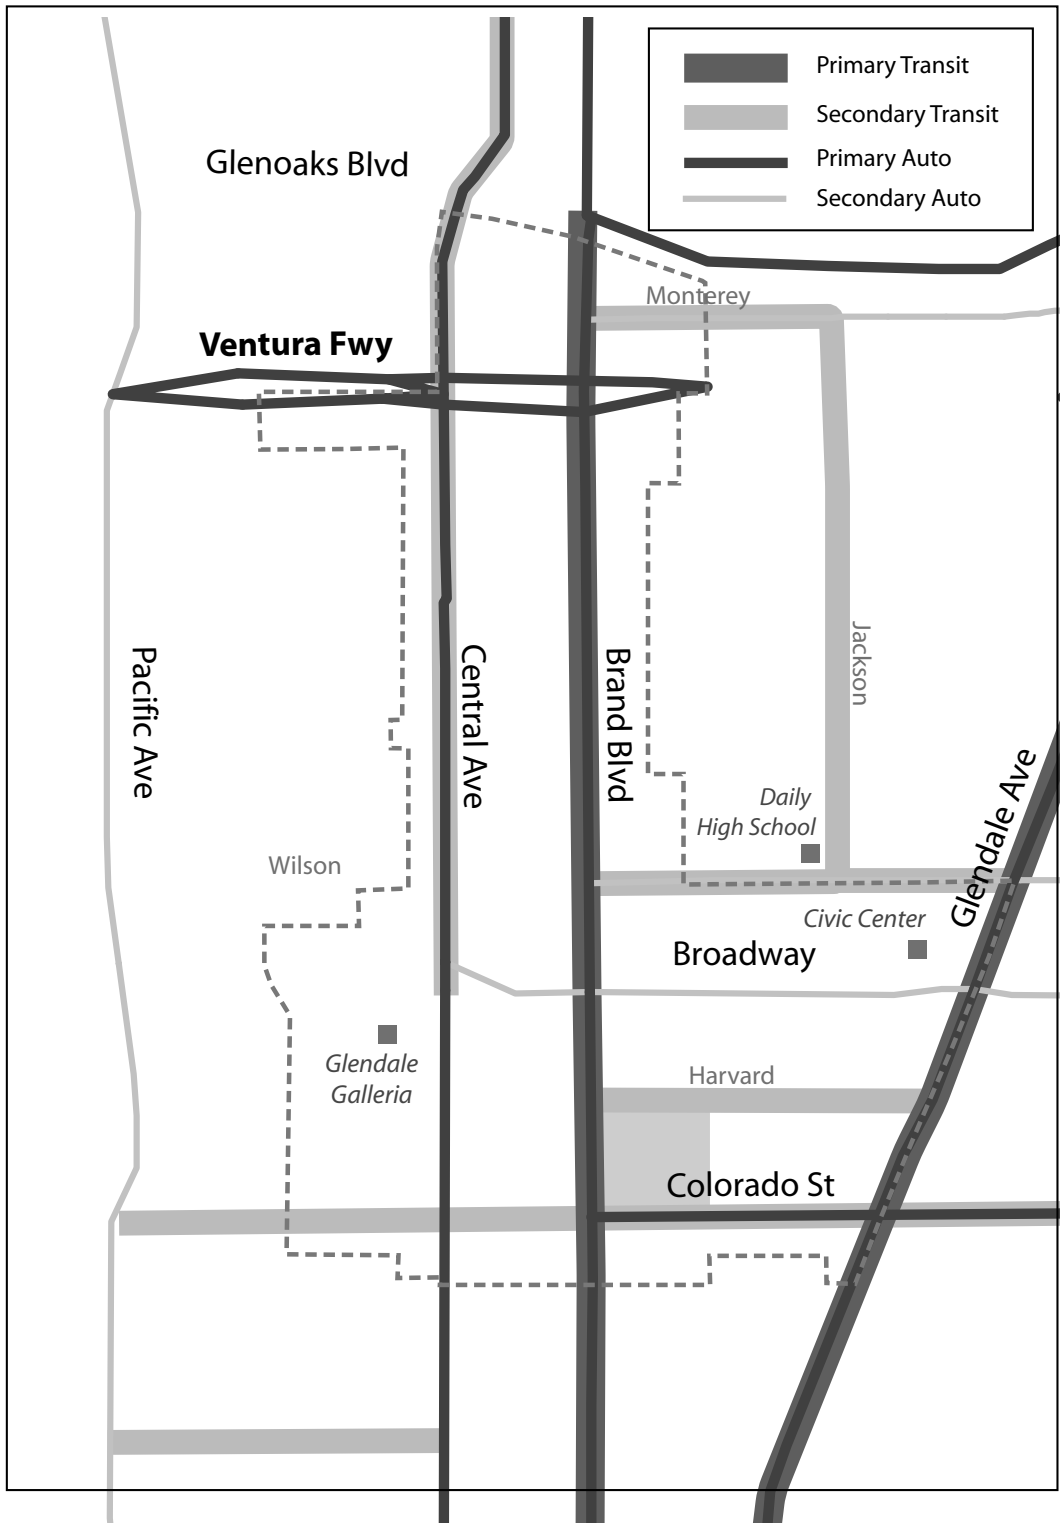 Primary Transit
Secondary Transit
Primary Auto
Secondary Auto
Glenoaks Blvd
Monterey
Ventura Fwy
Jackson
Pacific Ave
Central Ave
Brand Blvd
Glendale Ave
Daily
High School
Wilson
Civic Center
Broadway
Glendale
Galleria
Harvard
Colorado St